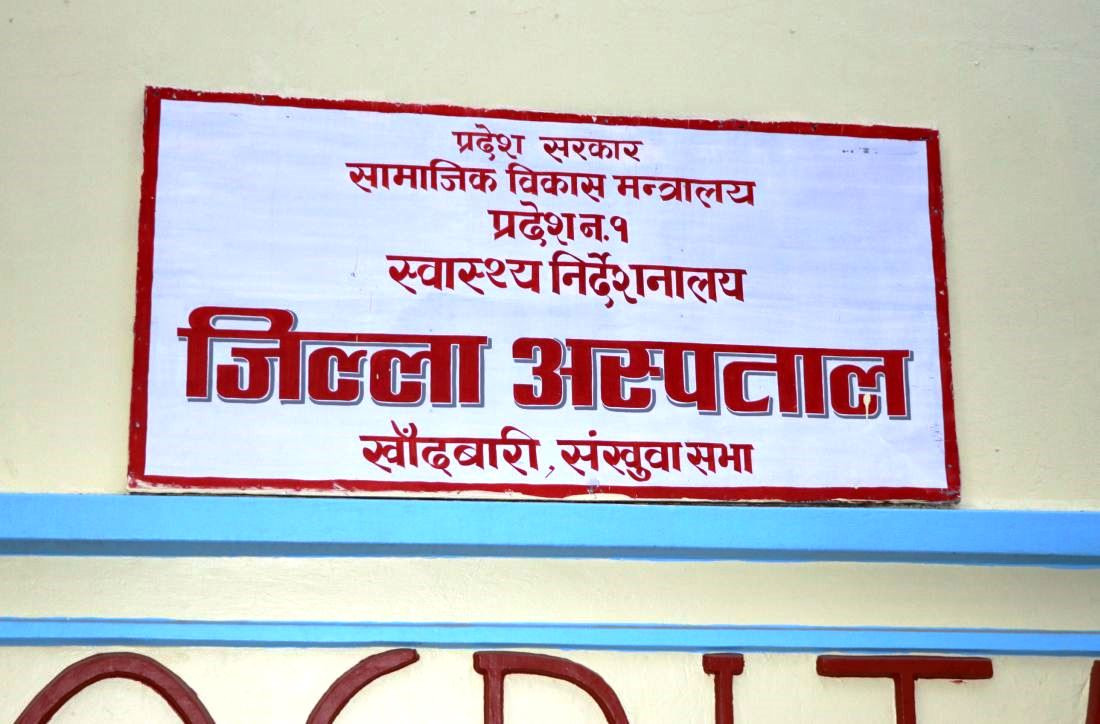 प्रदेश सरकार
सामाजिक विकास मन्त्रालय
प्रदेश न.१
स्वास्थ्य निर्देशनालय
जिल्ला अस्पताल
खाँदबारी, संखुवासभा